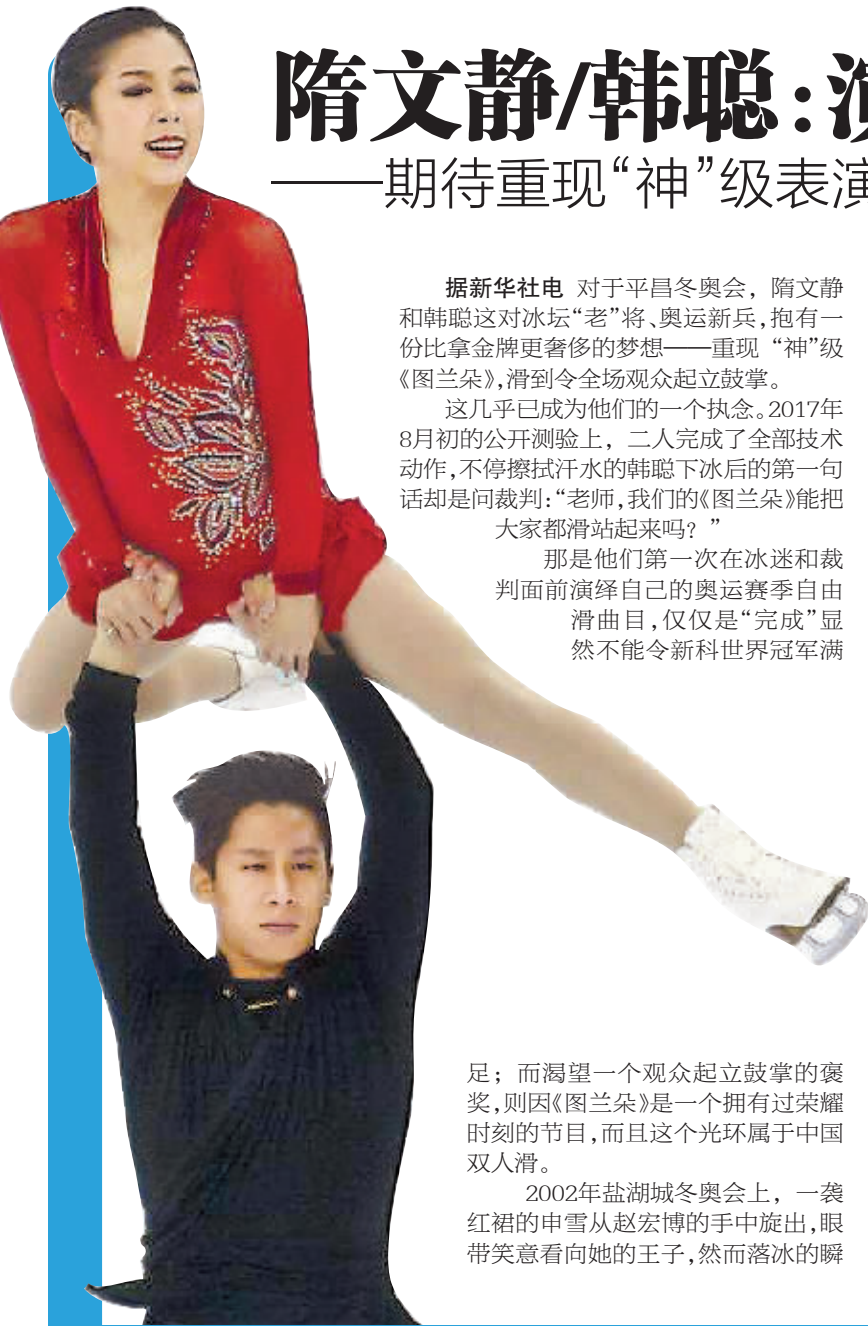 隋文静/韩聪：演
——期待重现“神”级表演
据新华社电 对于平昌冬奥会，隋文静
和韩聪这对冰坛“老”将、奥运新兵，抱有一
份比拿金牌更奢侈的梦想——重现“神”级
《图兰朵》，滑到令全场观众起立鼓掌。
这几乎已成为他们的一个执念。2017年
8月初的公开测验上，二人完成了全部技术
动作，不停擦拭汗水的韩聪下冰后的第一句
话却是问裁判：“老师，我们的《图兰朵》能把
大家都滑站起来吗？”
那是他们第一次在冰迷和裁
判面前演绎自己的奥运赛季自由
滑曲目，仅仅是“完成”显
然不能令新科世界冠军满
足；而渴望一个观众起立鼓掌的褒
奖，则因《图兰朵》是一个拥有过荣耀
时刻的节目，而且这个光环属于中国
双人滑。
2002年盐湖城冬奥会上，一袭
红裙的申雪从赵宏博的手中旋出，眼
带笑意看向她的王子，然而落冰的瞬